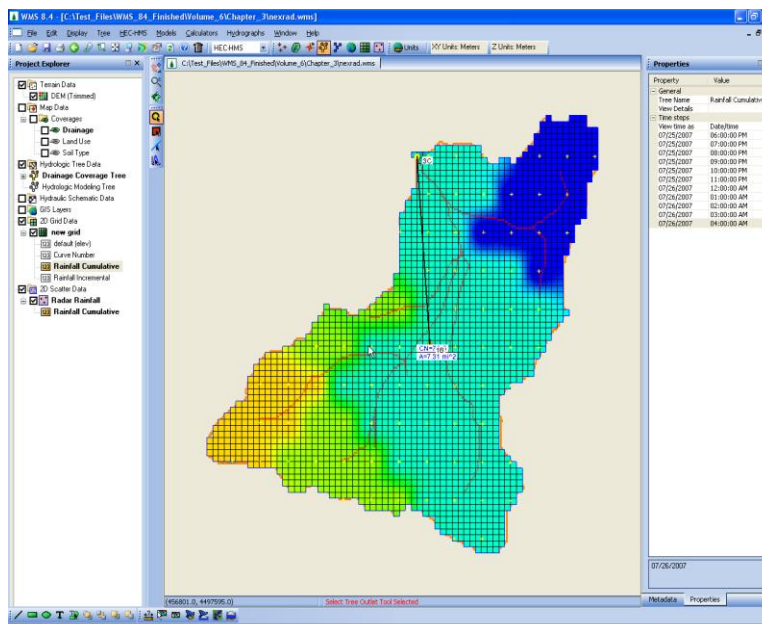 WMS 8.4 - [C:\Test_Files\WMS_84_Finished\Volume_6\Chapter_3\nexrad.wms]
File Edit Display Tree HEC-HMS Models Calculators Hydrographs Window Help
HEC-HMS Units XY Units: Meters Z Units: Meters
Project Explorer
C:\Test_Files\WMS_84_Finished\Volume_6\Chapter_3\nexrad.wms
Properties
Terrain Data
DEM (Trimmed)
Map Data
Coverages
Drainage
Land Use
Soil Type
Hydrologic Tree Data
Drainage Coverage Tree
Hydrologic Modeling Tree
Hydraulic Schematic Data
GIS Layers
2D Grid Data
new grid
default (elev)
Curve Number
Rainfall Cumulative
Rainfall Incremental
2D Scatter Data
Radar Rainfall
Rainfall Cumulative
3C
A=7.31 mi^2
Property Value
General
Tree Name Rainfall Cumulative
View Details
Time steps
View time as Date/time
07/25/2007 06:00:00 PM
07/25/2007 07:00:00 PM
07/25/2007 08:00:00 PM
07/25/2007 09:00:00 PM
07/25/2007 10:00:00 PM
07/25/2007 11:00:00 PM
07/26/2007 12:00:00 AM
07/26/2007 01:00:00 AM
07/26/2007 02:00:00 AM
07/26/2007 03:00:00 AM
07/26/2007 04:00:00 AM
07/26/2007
Metadata Properties
(456801.0, 4497595.0) Select Tree Outlet Tool Selected